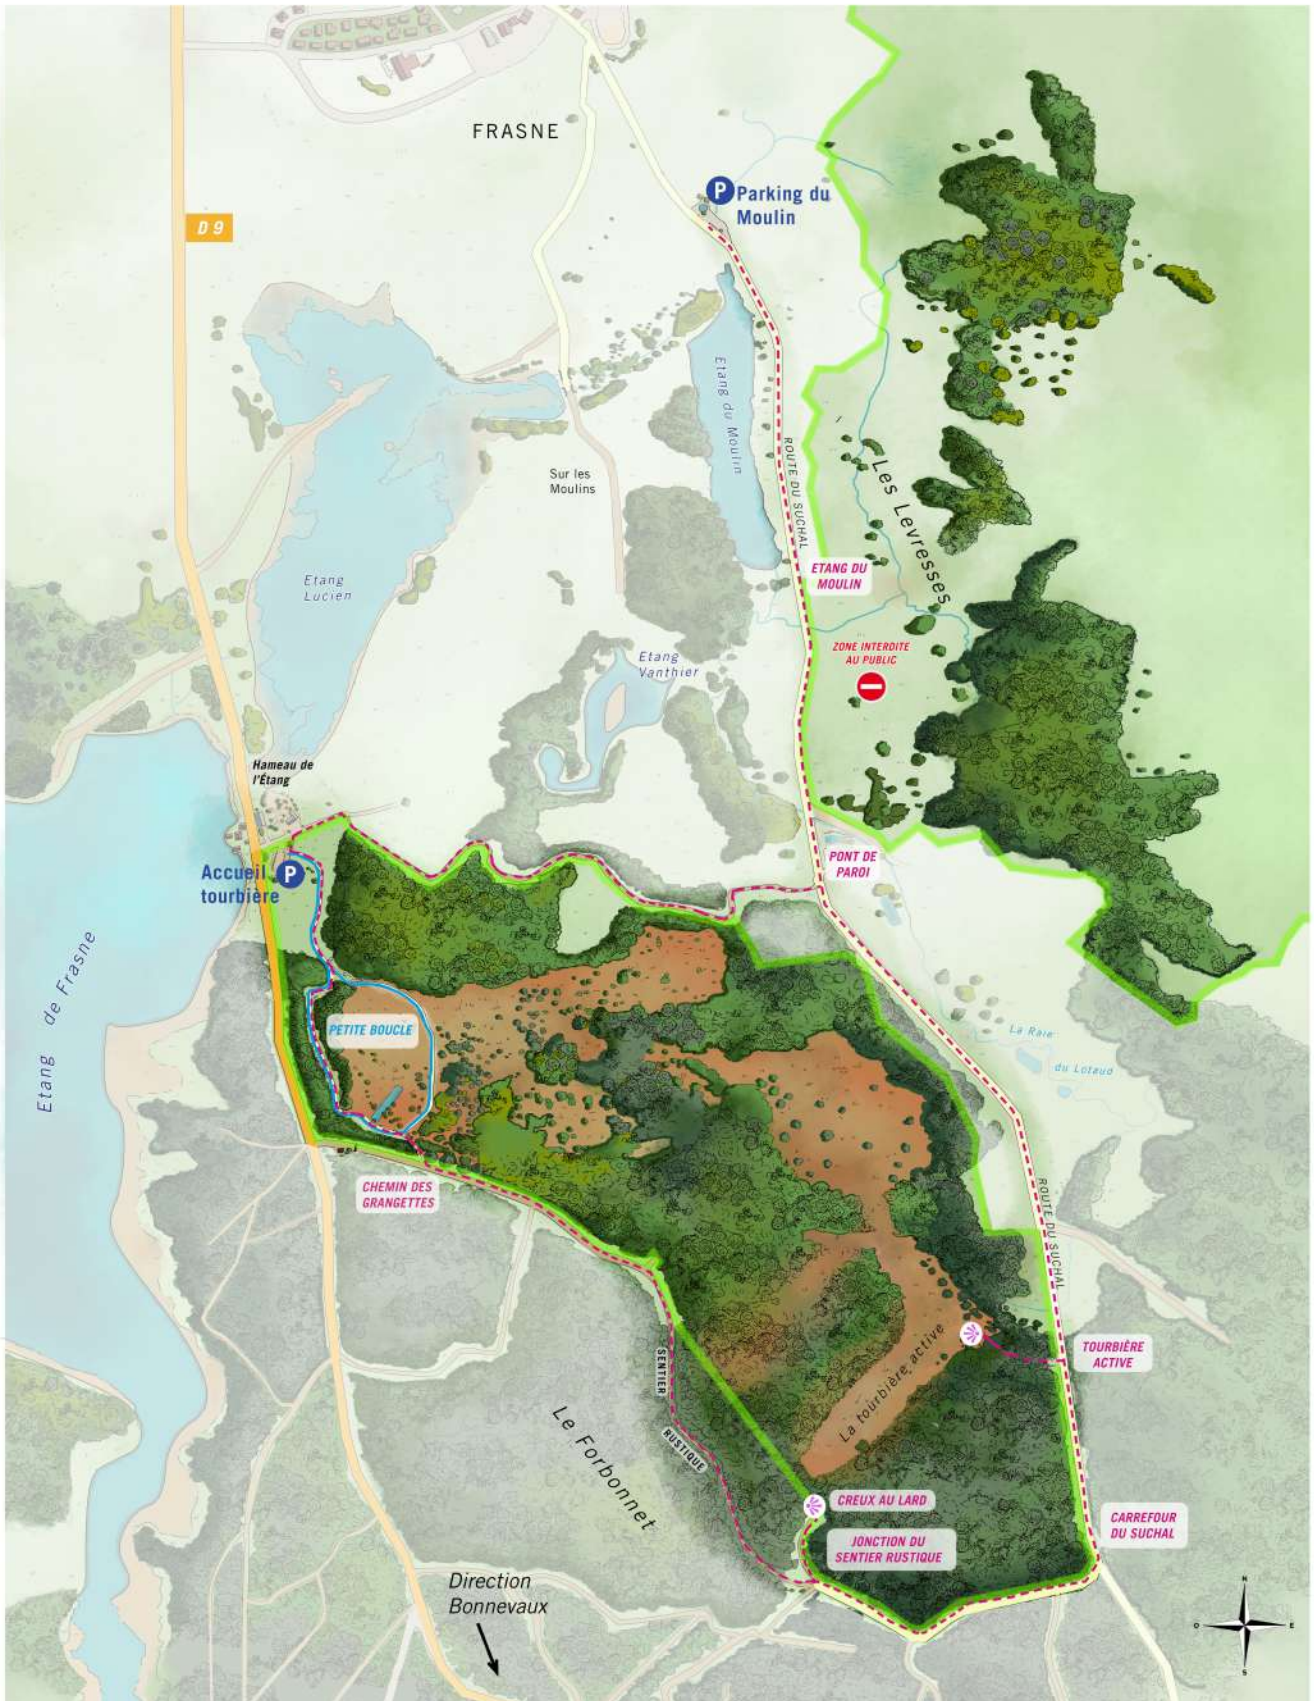 FRASNE
P
Parking du
Moulin
D 9
Etang du Moulin
ROUTE DU SUCHAL
Les Levresses
Sur les
Moulins
Etang
Lucien
ETANG DU
MOULIN
ZONE INTERDITE
AU PUBLIC
Etang
Vanthier
Hameau de
l'Étang
Accueil
tourbière
P
PONT DE
PAROI
Etang de Frasne
PETITE BOUCLE
La Raie
du Lotaud
CHEMIN DES
GRANGETTES
ROUTE DU SUCHAL
TOURBIÈRE
ACTIVE
La tourbière active
SENTIER
RUSTIQUE
Le Forbonnet
CREUX AU LARD
JONCTION DU
SENTIER RUSTIQUE
CARREFOUR
DU SUCHAL
Direction
Bonnevaux
N
O
E
S